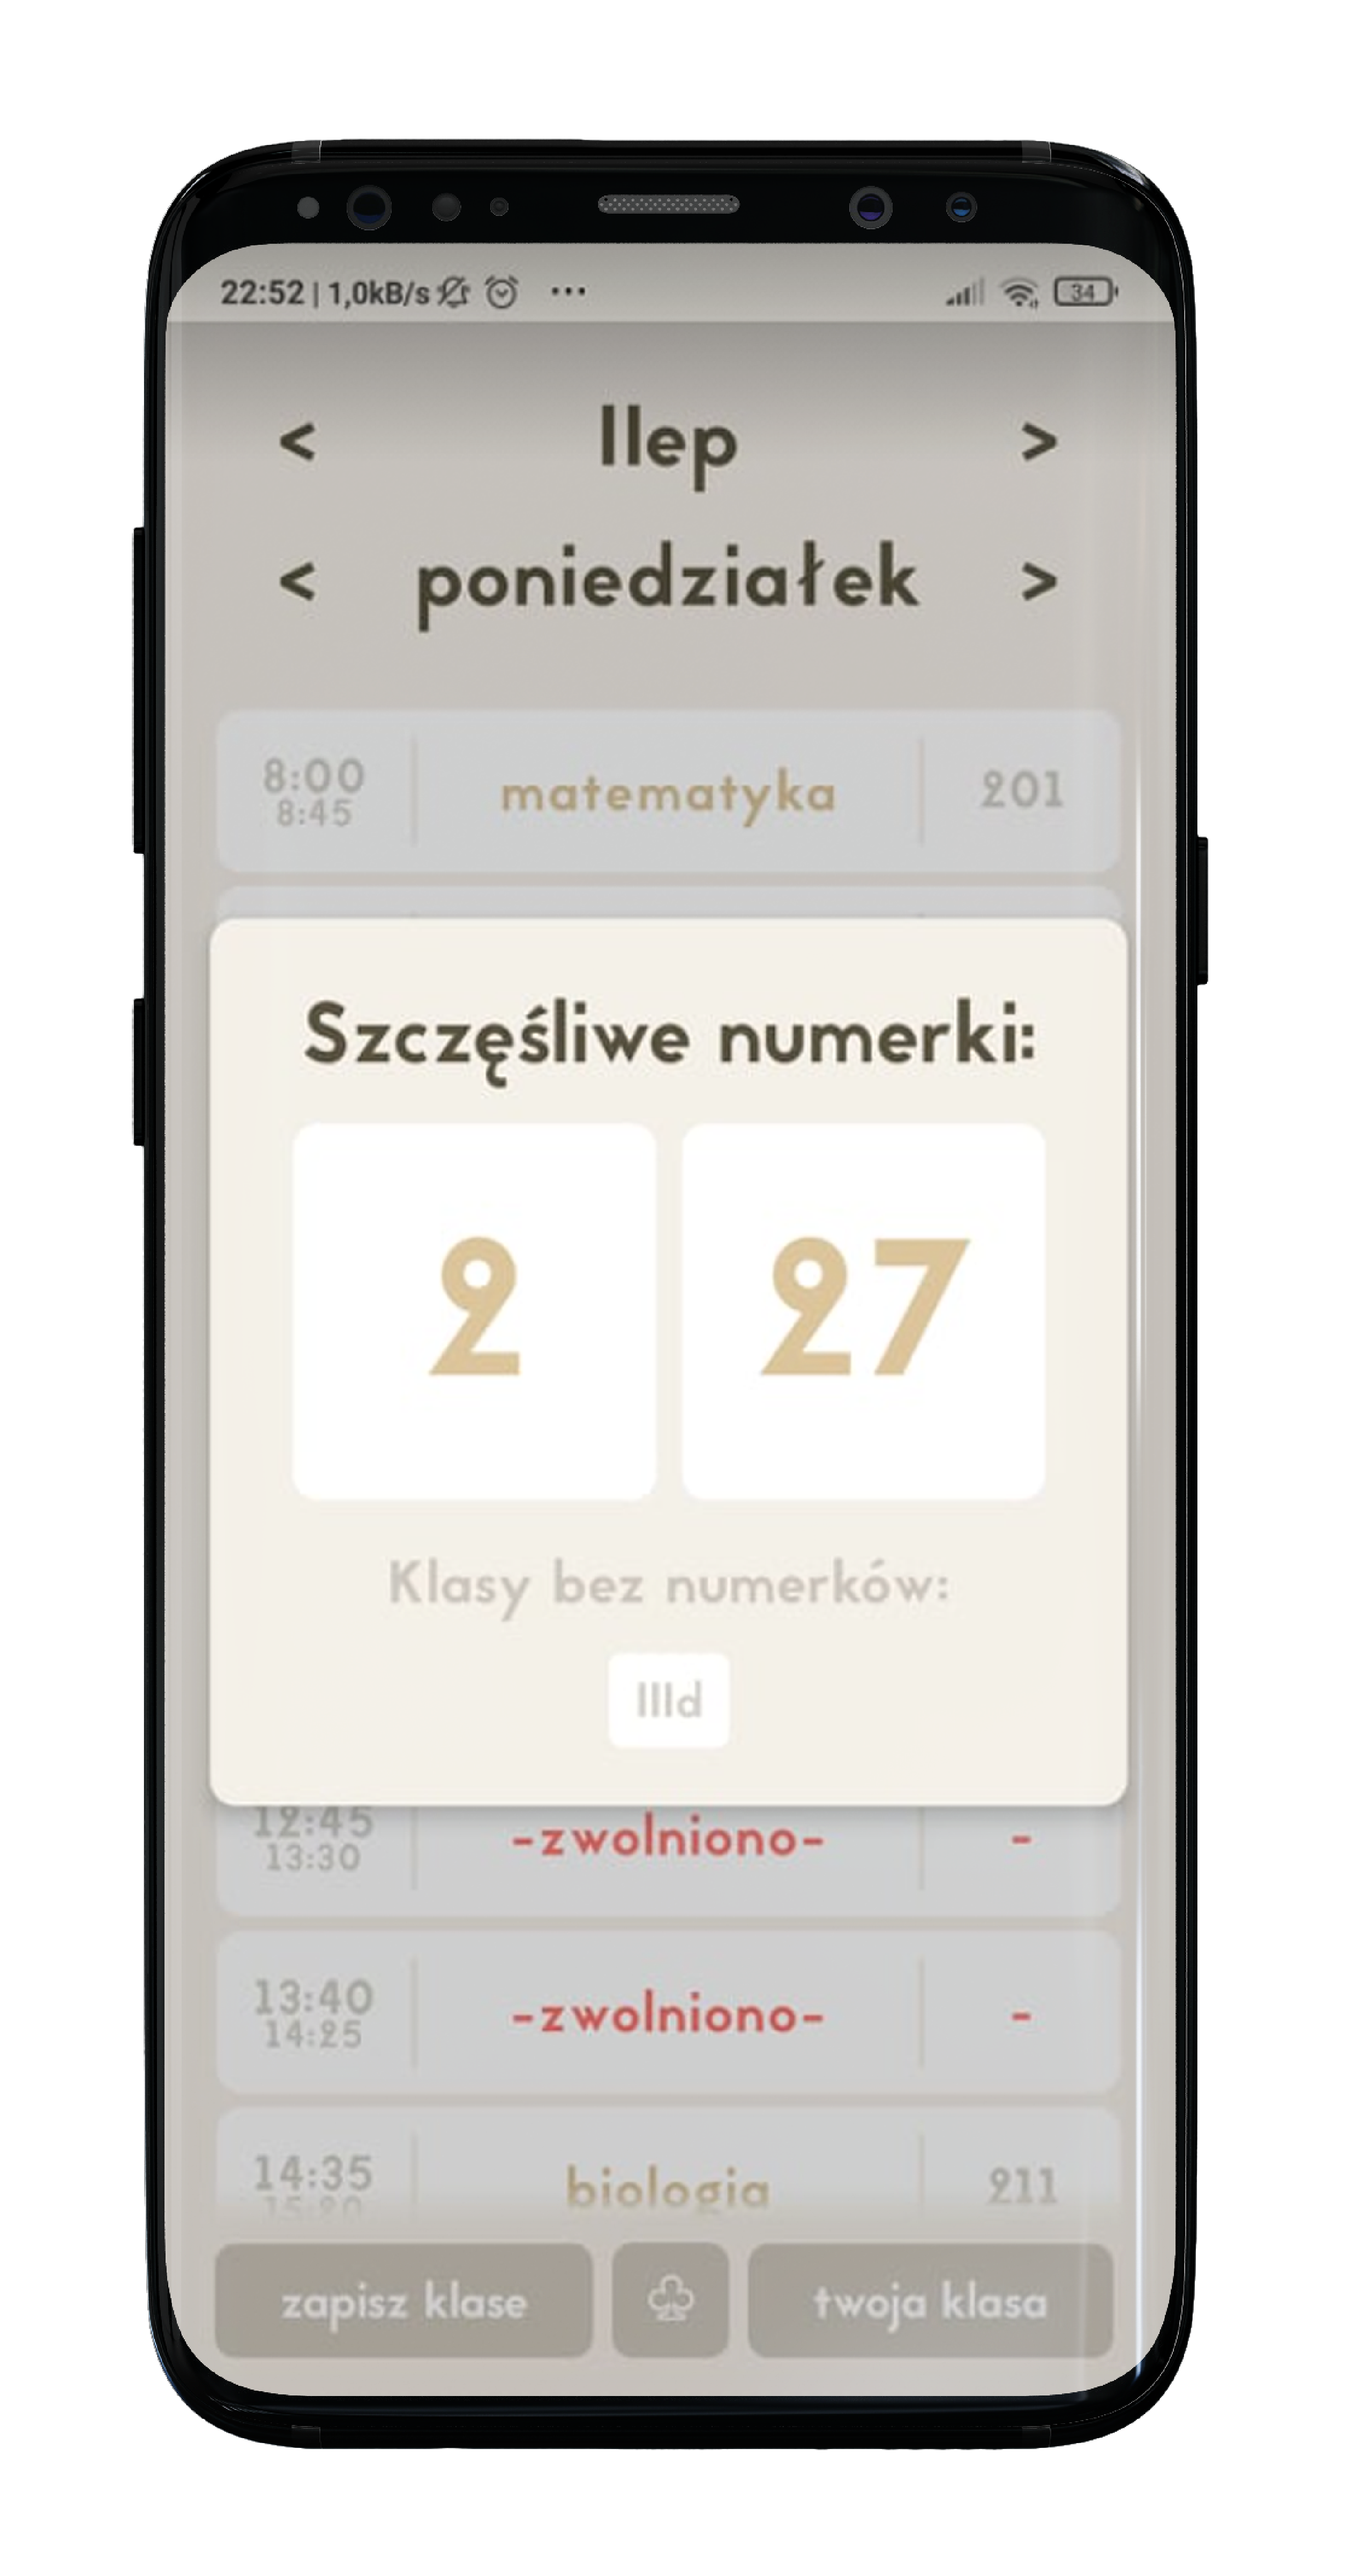 22:52 | 1,0kB/s ... 34
< IIep >
< poniedziałek >
8:00
8:45
matematyka
201
Szczęśliwe numerki:
2 27
Klasy bez numerków:
IIId
12:45
13:30
-zwolniono-
-
13:40
14:25
-zwolniono-
-
14:35
15:20
biologia
211
zapisz klase
twoja klasa